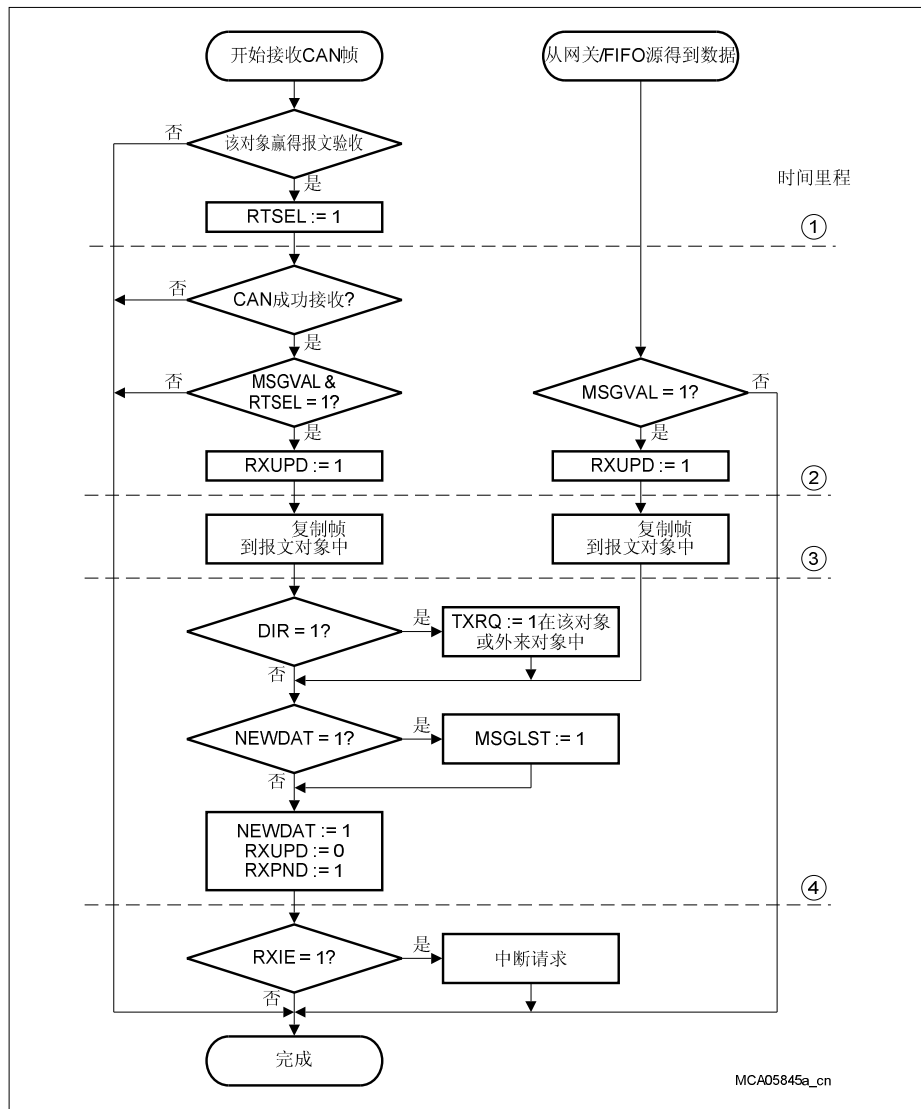 开始接收CAN帧
从网关/FIFO源得到数据
否
该对象赢得报文验收
时间里程
是
RTSEL := 1
①
否
CAN成功接收?
是
否
MSGVAL &
RTSEL = 1?
MSGVAL = 1?
否
是
是
RXUPD := 1
RXUPD := 1
②
复制帧
到报文对象中
复制帧
到报文对象中
③
DIR = 1?
是
TXRQ := 1在该对象
或外来对象中
否
NEWDAT = 1?
是
MSGLST := 1
否
NEWDAT := 1
RXUPD := 0
RXPND := 1
④
RXIE = 1?
是
中断请求
否
完成
MCA05845a_cn